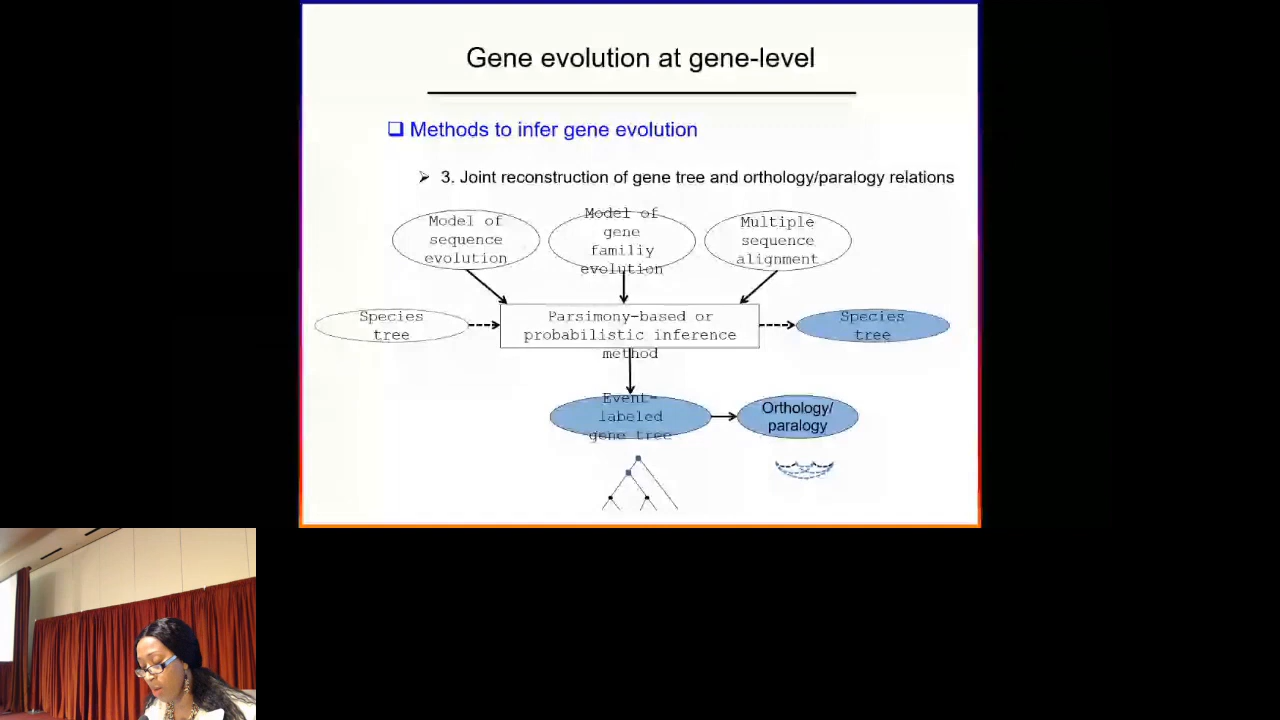 Gene evolution at gene-level
Methods to infer gene evolution
3. Joint reconstruction of gene tree and orthology/paralogy relations
Model of
sequence
evolution
Model of
gene
familiy
evolution
Multiple
sequence
alignment
Species
tree
Parsimony-based or
probabilistic inference
method
Species
tree
Event-
labeled
gene tree
Orthology/
paralogy